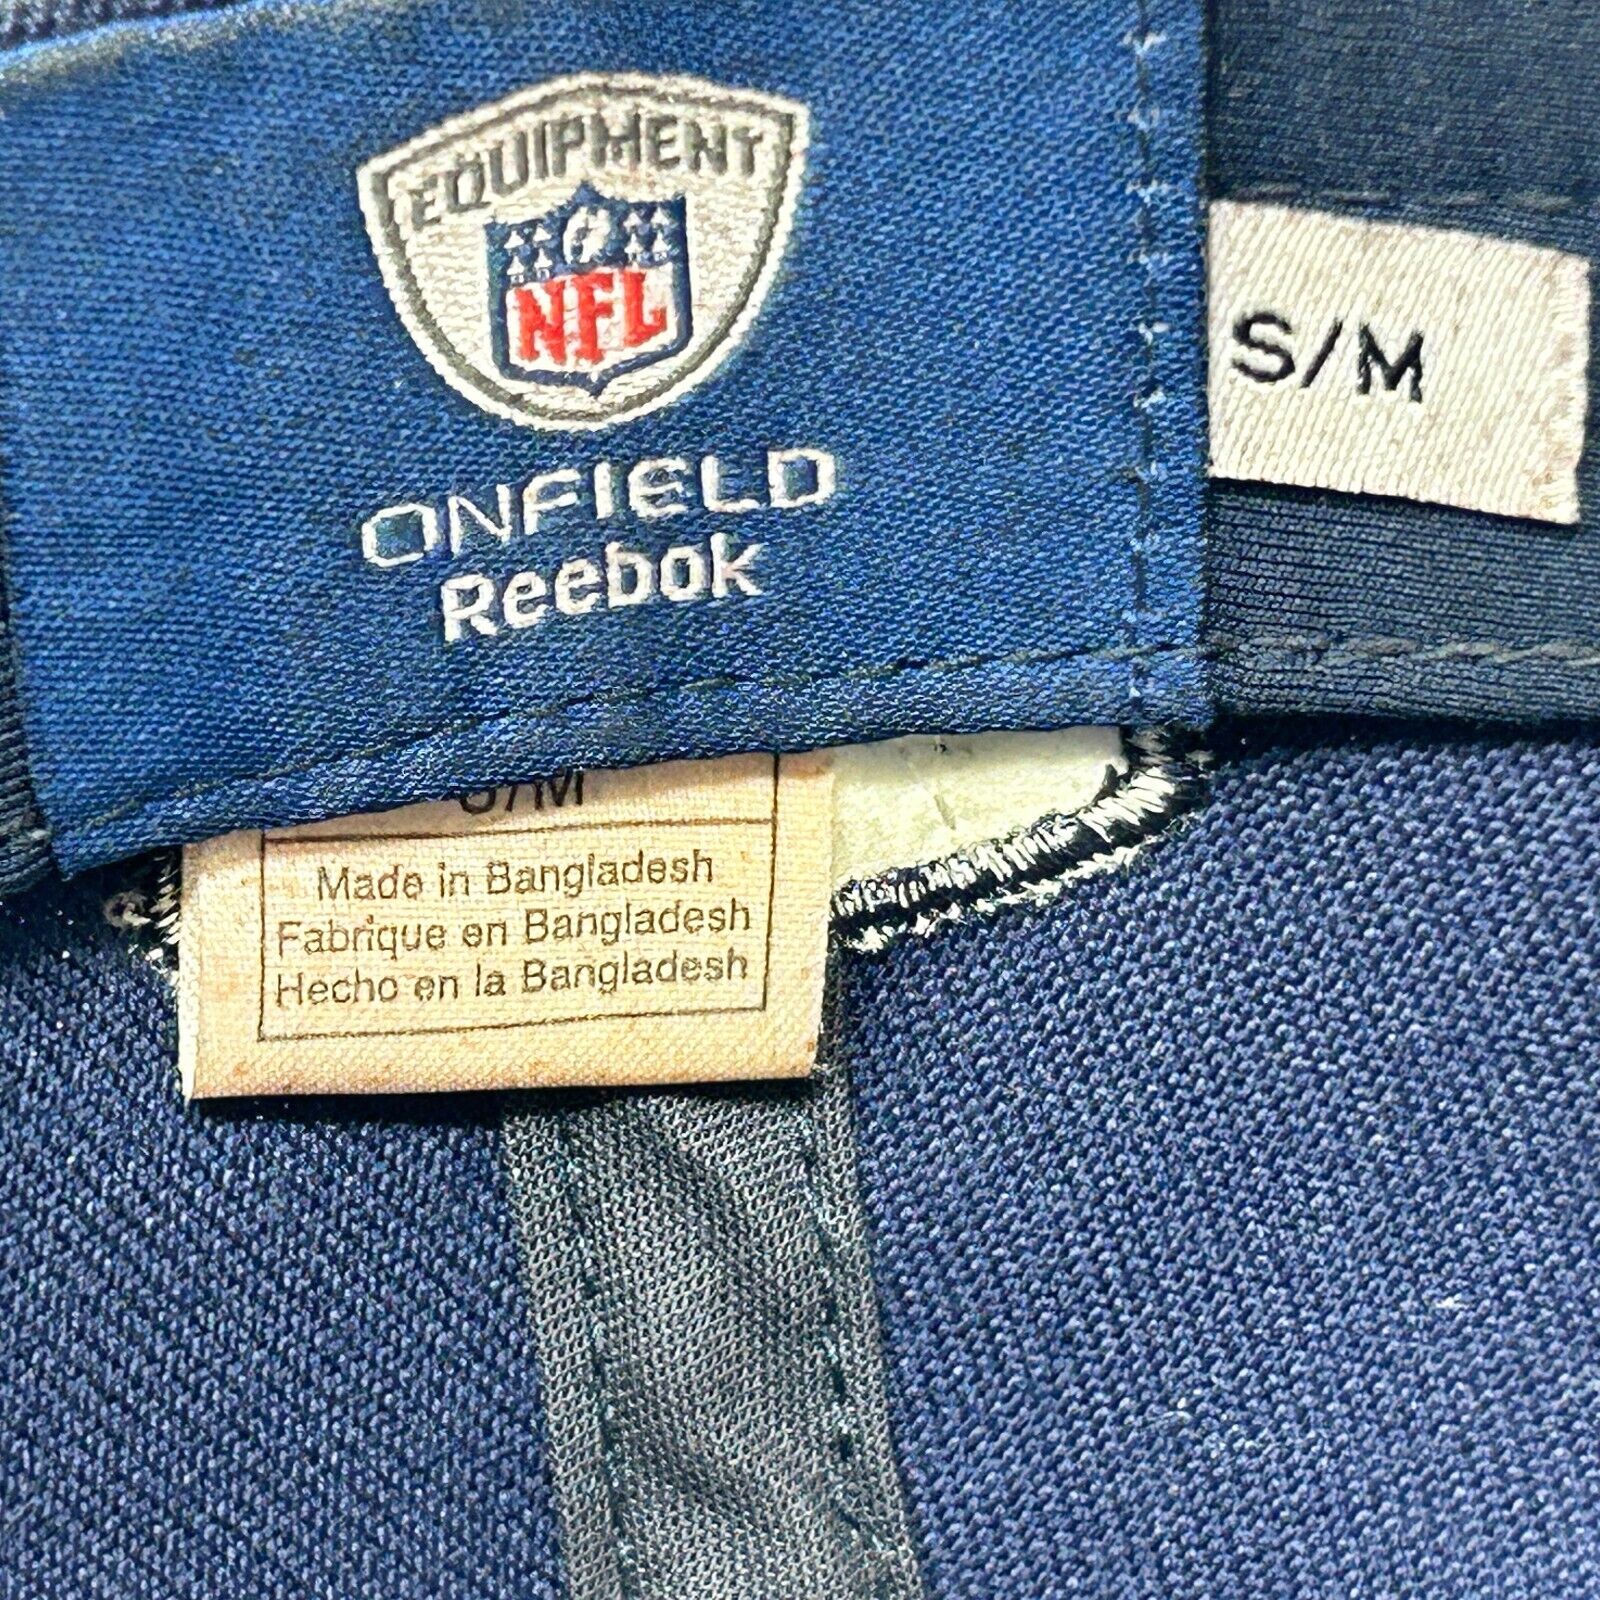 EQUIPMENT
NFL
ONFIELD
Reebok
S/M
S/M
Made in Bangladesh
Fabrique en Bangladesh
Hecho en la Bangladesh